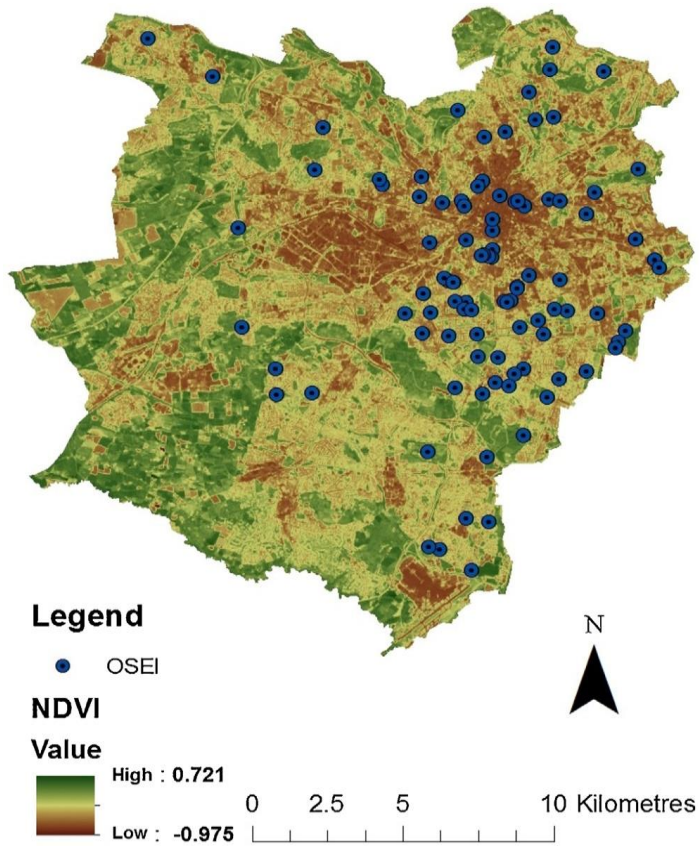 Legend
OSEI
NDVI
Value
High : 0.721
Low : -0.975
N
0 2.5 5 10 Kilometres